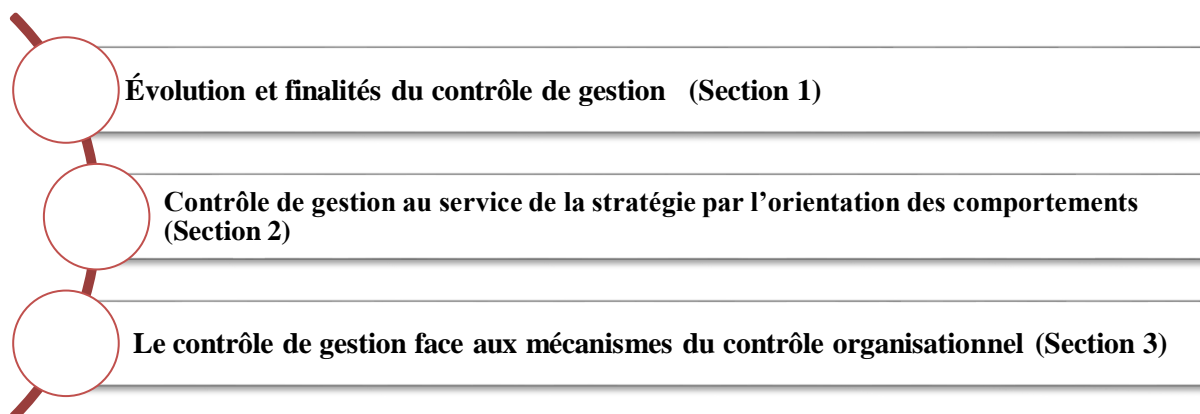 Évolution et finalités du contrôle de gestion (Section 1)
Contrôle de gestion au service de la stratégie par l’orientation des comportements
(Section 2)
Le contrôle de gestion face aux mécanismes du contrôle organisationnel (Section 3)